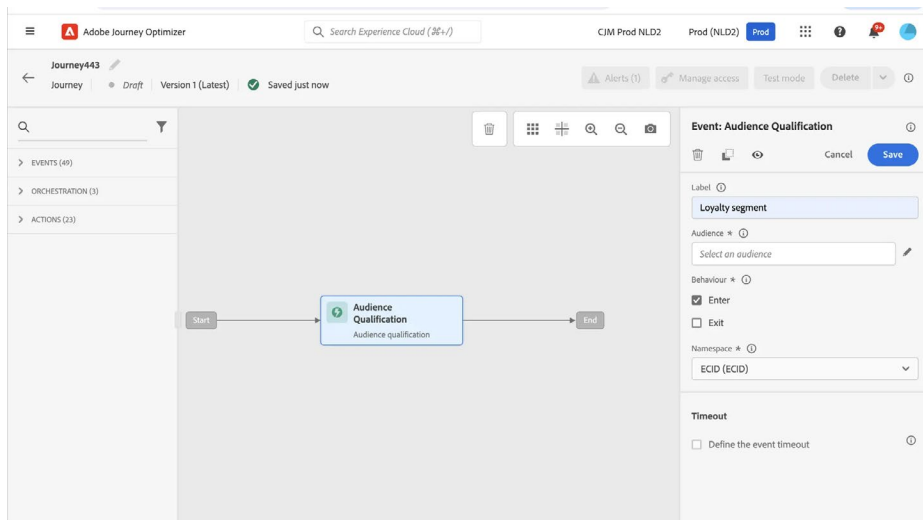 Adobe Journey Optimizer
Search Experience Cloud (⌘+/)
CJM Prod NLD2
Prod (NLD2)
Prod
9+
Journey443
Journey
Draft
Version 1 (Latest)
Saved just now
Alerts (1)
Manage access
Test mode
Delete
EVENTS (49)
ORCHESTRATION (3)
ACTIONS (23)
Start
Audience
Qualification
Audience qualification
End
Event: Audience Qualification
Cancel
Save
Label
Loyalty segment
Audience *
Select an audience
Behaviour *
Enter
Exit
Namespace *
ECID (ECID)
Timeout
Define the event timeout